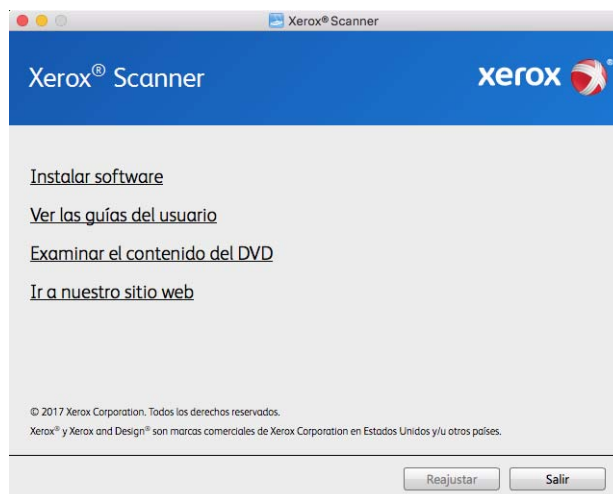 Xerox® Scanner
Xerox® Scanner
xerox ®
Instalar software
Ver las guías del usuario
Examinar el contenido del DVD
Ir a nuestro sitio web
© 2017 Xerox Corporation. Todos los derechos reservados.
Xerox® y Xerox and Design® son marcas comerciales de Xerox Corporation en Estados Unidos y/u otros países.
Reajustar
Salir